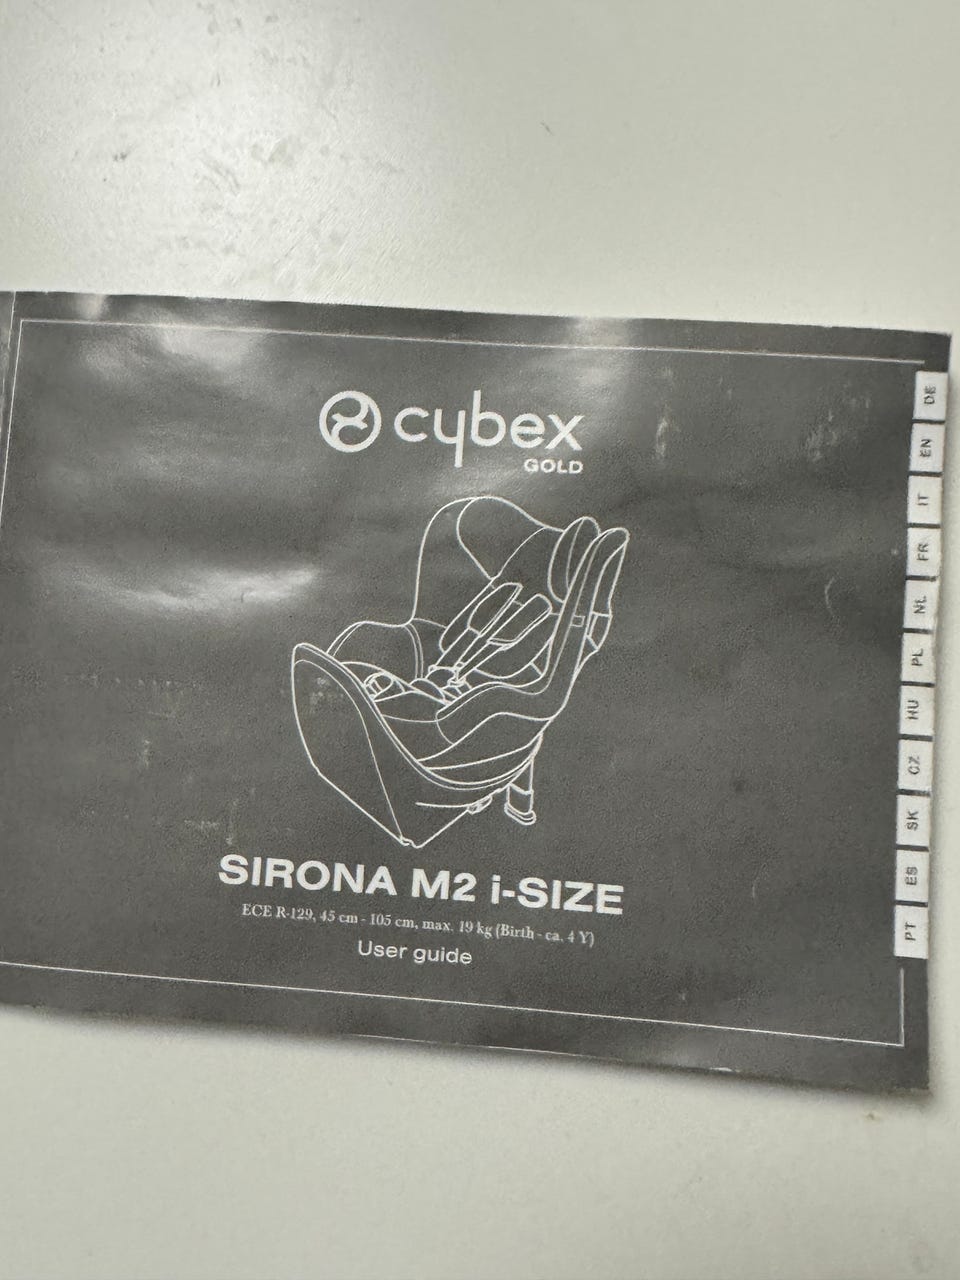 cybex
GOLD
SIRONA M2 i-SIZE
ECE R-129, 45 cm - 105 cm, max. 19 kg (Birth - ca. 4 Y)
User guide
DE
EN
IT
FR
NL
PL
HU
CZ
SK
ES
PT